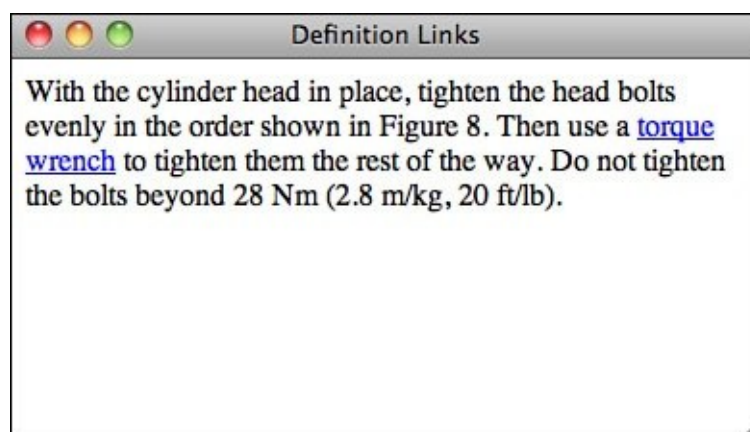 Definition Links
With the cylinder head in place, tighten the head bolts
evenly in the order shown in Figure 8. Then use a torque
wrench to tighten them the rest of the way. Do not tighten
the bolts beyond 28 Nm (2.8 m/kg, 20 ft/lb).